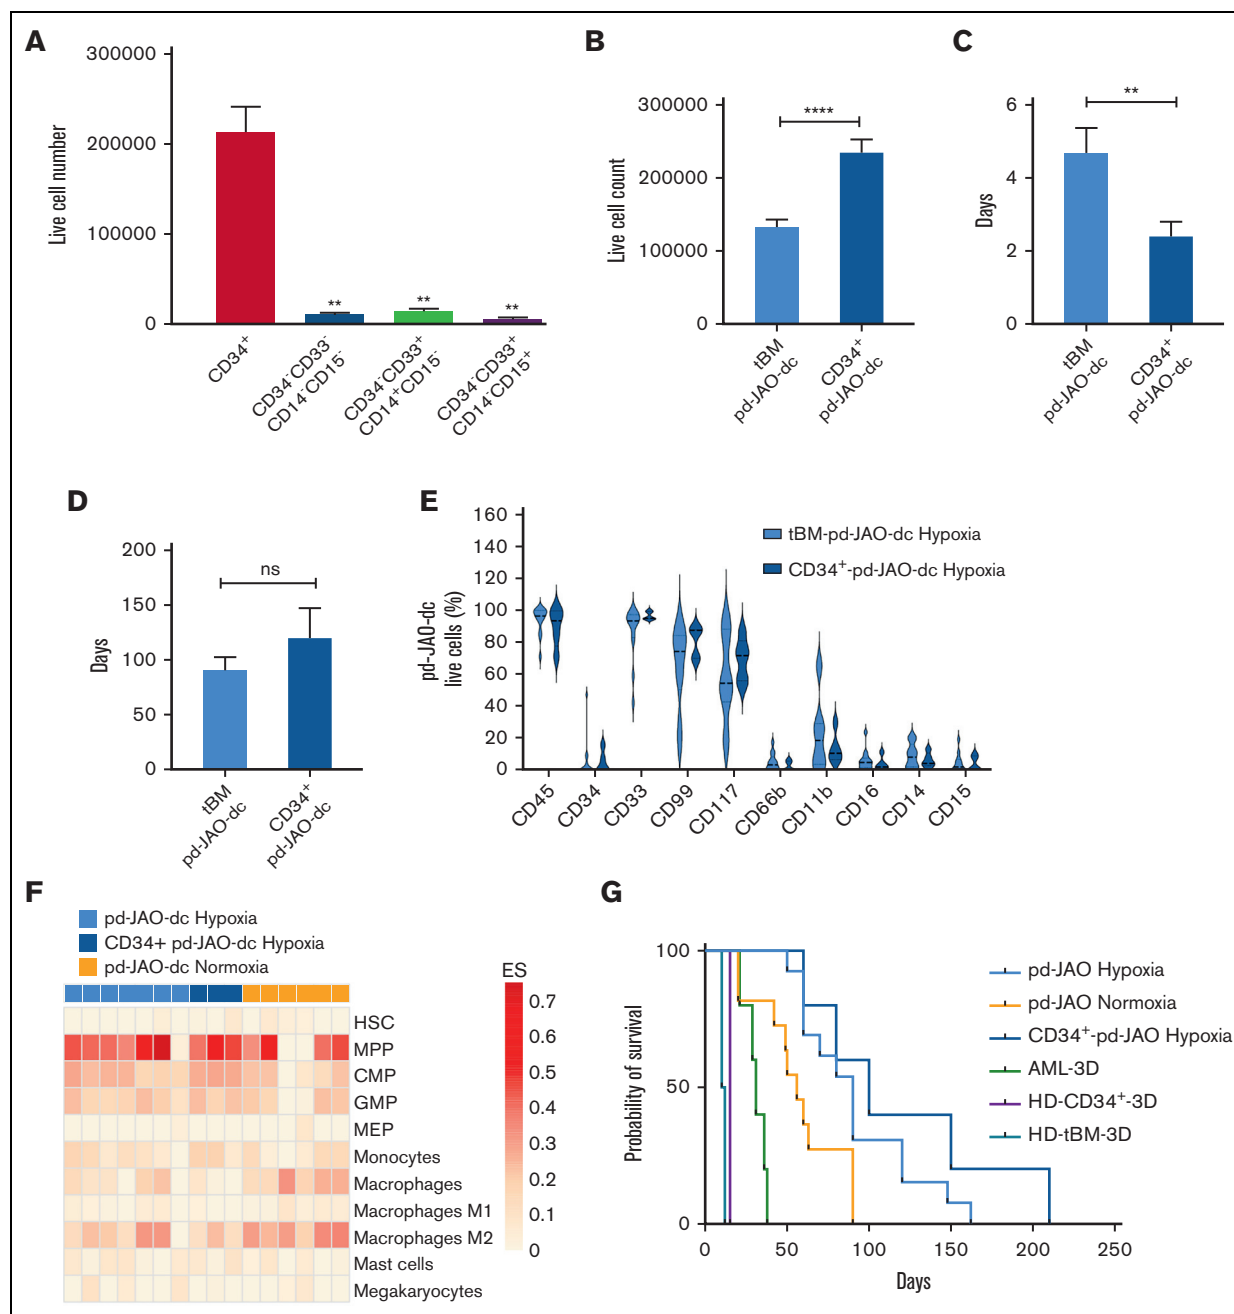 A
Live cell number
300000
200000
100000
0
**
**
**
CD34+
CD34-CD33-
CD14-CD15-
CD34-CD33+
CD14+CD15-
CD34-CD33+
CD14-CD15+
B
Live cell count
300000
200000
100000
0
****
tBM
pd-JAO-dc
CD34+
pd-JAO-dc
C
Days
6
4
2
0
**
tBM
pd-JAO-dc
CD34+
pd-JAO-dc
D
Days
200
150
100
50
0
ns
tBM
pd-JAO-dc
CD34+
pd-JAO-dc
E
pd-JAO-dc
live cells (%)
160
140
120
100
80
60
40
20
0
tBM-pd-JAO-dc Hypoxia
CD34+-pd-JAO-dc Hypoxia
CD45
CD34
CD33
CD99
CD117
CD66b
CD11b
CD16
CD14
CD15
F
pd-JAO-dc Hypoxia
CD34+ pd-JAO-dc Hypoxia
pd-JAO-dc Normoxia
HSC
MPP
CMP
GMP
MEP
Monocytes
Macrophages
Macrophages M1
Macrophages M2
Mast cells
Megakaryocytes
ES
0.7
0.6
0.5
0.4
0.3
0.2
0.1
0
G
Probability of survival
100
50
0
0
50
100
150
200
250
Days
pd-JAO Hypoxia
pd-JAO Normoxia
CD34+-pd-JAO Hypoxia
AML-3D
HD-CD34+-3D
HD-tBM-3D